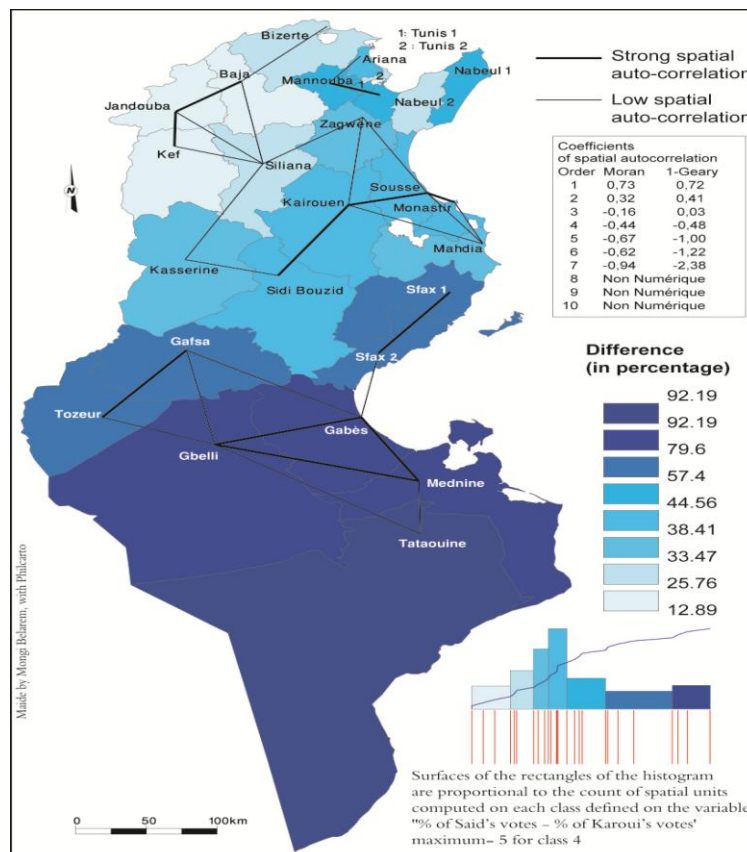 Bizerte
1: Tunis 1
2 : Tunis 2
Ariana
Baja
Mannouba
1
2
Nabeul 1
Jandouba
Nabeul 2
Zagwéne
Kef
Siliana
N
Sousse
Kairouen
Monastir
Mahdia
Kasserine
Sidi Bouzid
Sfax 1
Gafsa
Sfax 2
Tozeur
Gabès
Gbelli
Mednine
Tataouine
Strong spatial
auto-correlation
Low spatial
auto-correlation
Coefficients
of spatial autocorrelation
Order Moran 1-Geary
1 0,73 0,72
2 0,32 0,41
3 -0,16 0,03
4 -0,44 -0,48
5 -0,67 -1,00
6 -0,62 -1,22
7 -0,94 -2,38
8 Non Numérique
9 Non Numérique
10 Non Numérique
Difference
(in percentage)
92.19
92.19
79.6
57.4
44.56
38.41
33.47
25.76
12.89
Maide by Mongi Belarem, with Philcarto
0 50 100km
Surfaces of the rectangles of the histogram
are proportional to the count of spatial units
computed on each class defined on the variable
"% of Said's votes – % of Karoui's votes'
maximum= 5 for class 4